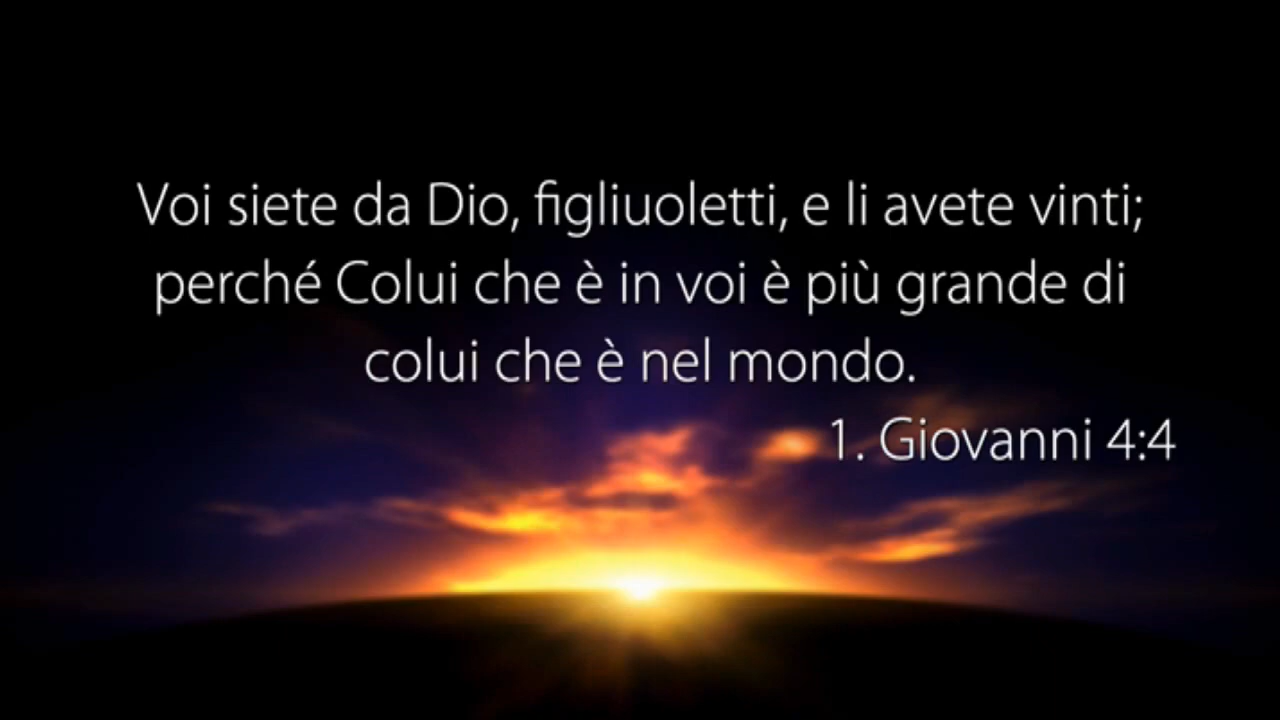 Voi siete da Dio, figliuoletti, e li avete vinti;
perché Colui che è in voi è più grande di
colui che è nel mondo.
1. Giovanni 4:4